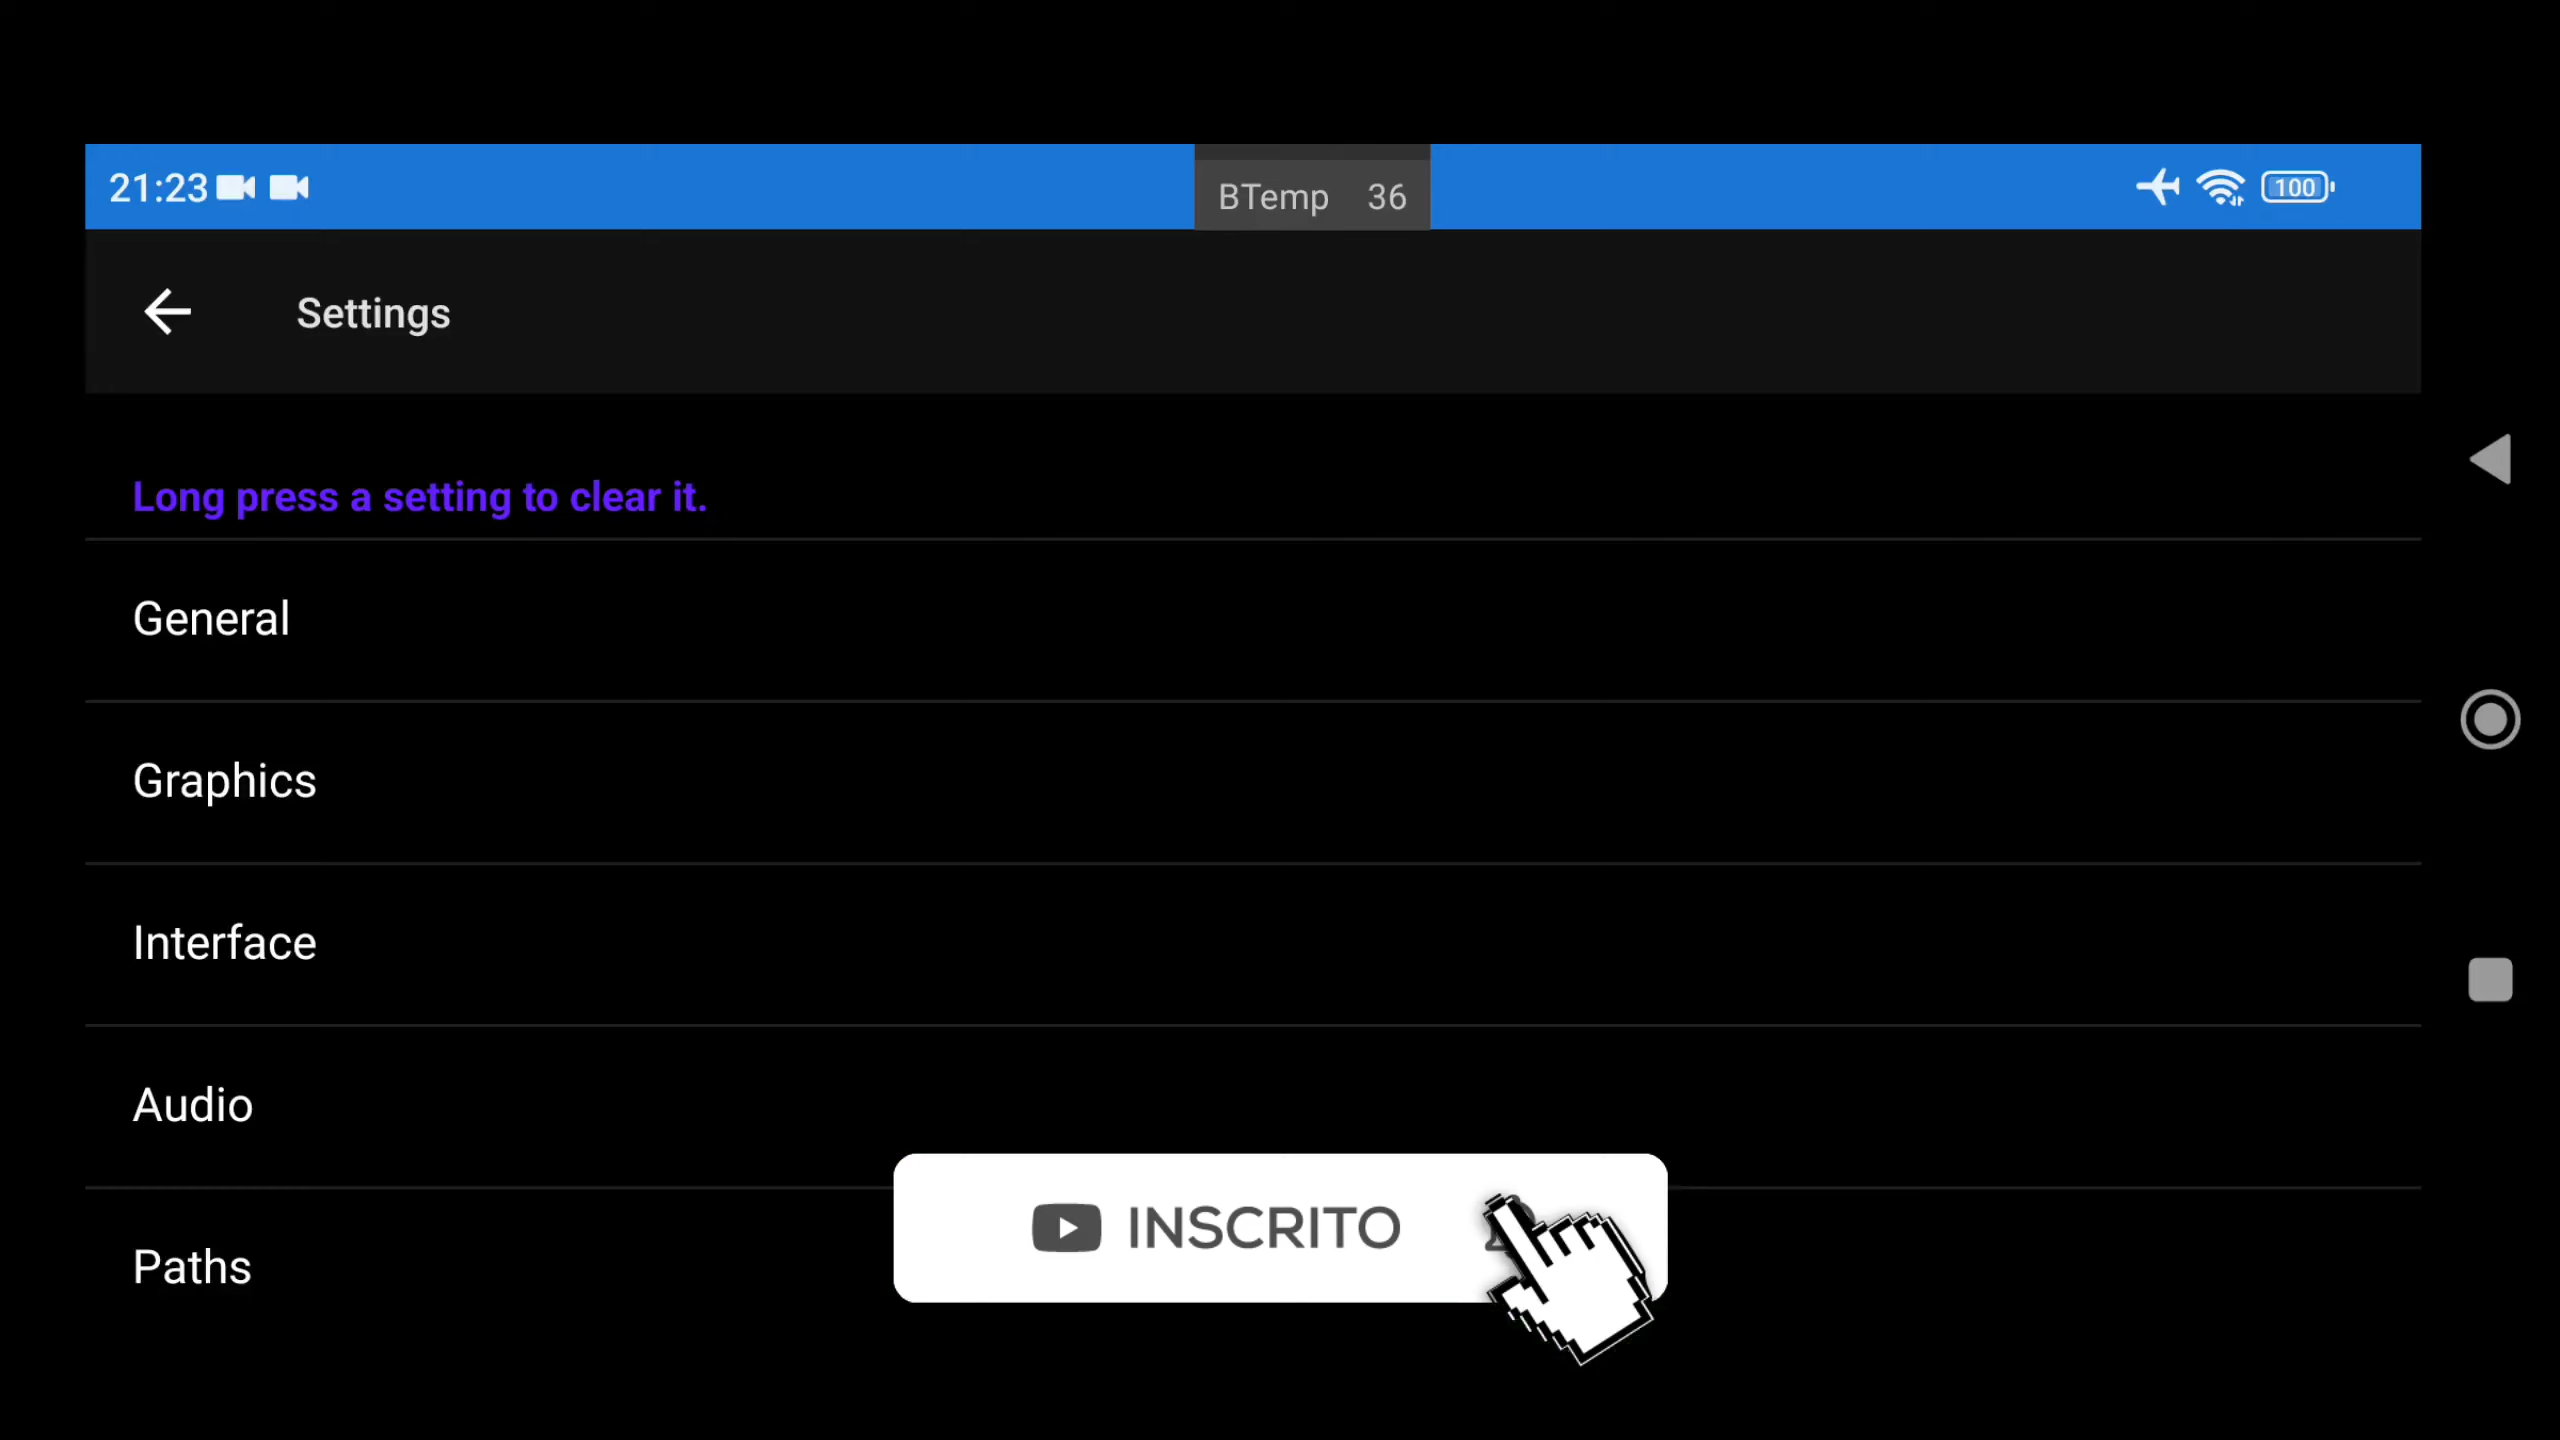 21:23
BTemp 36
100
Settings
Long press a setting to clear it.
General
Graphics
Interface
Audio
Paths
INSCRITO